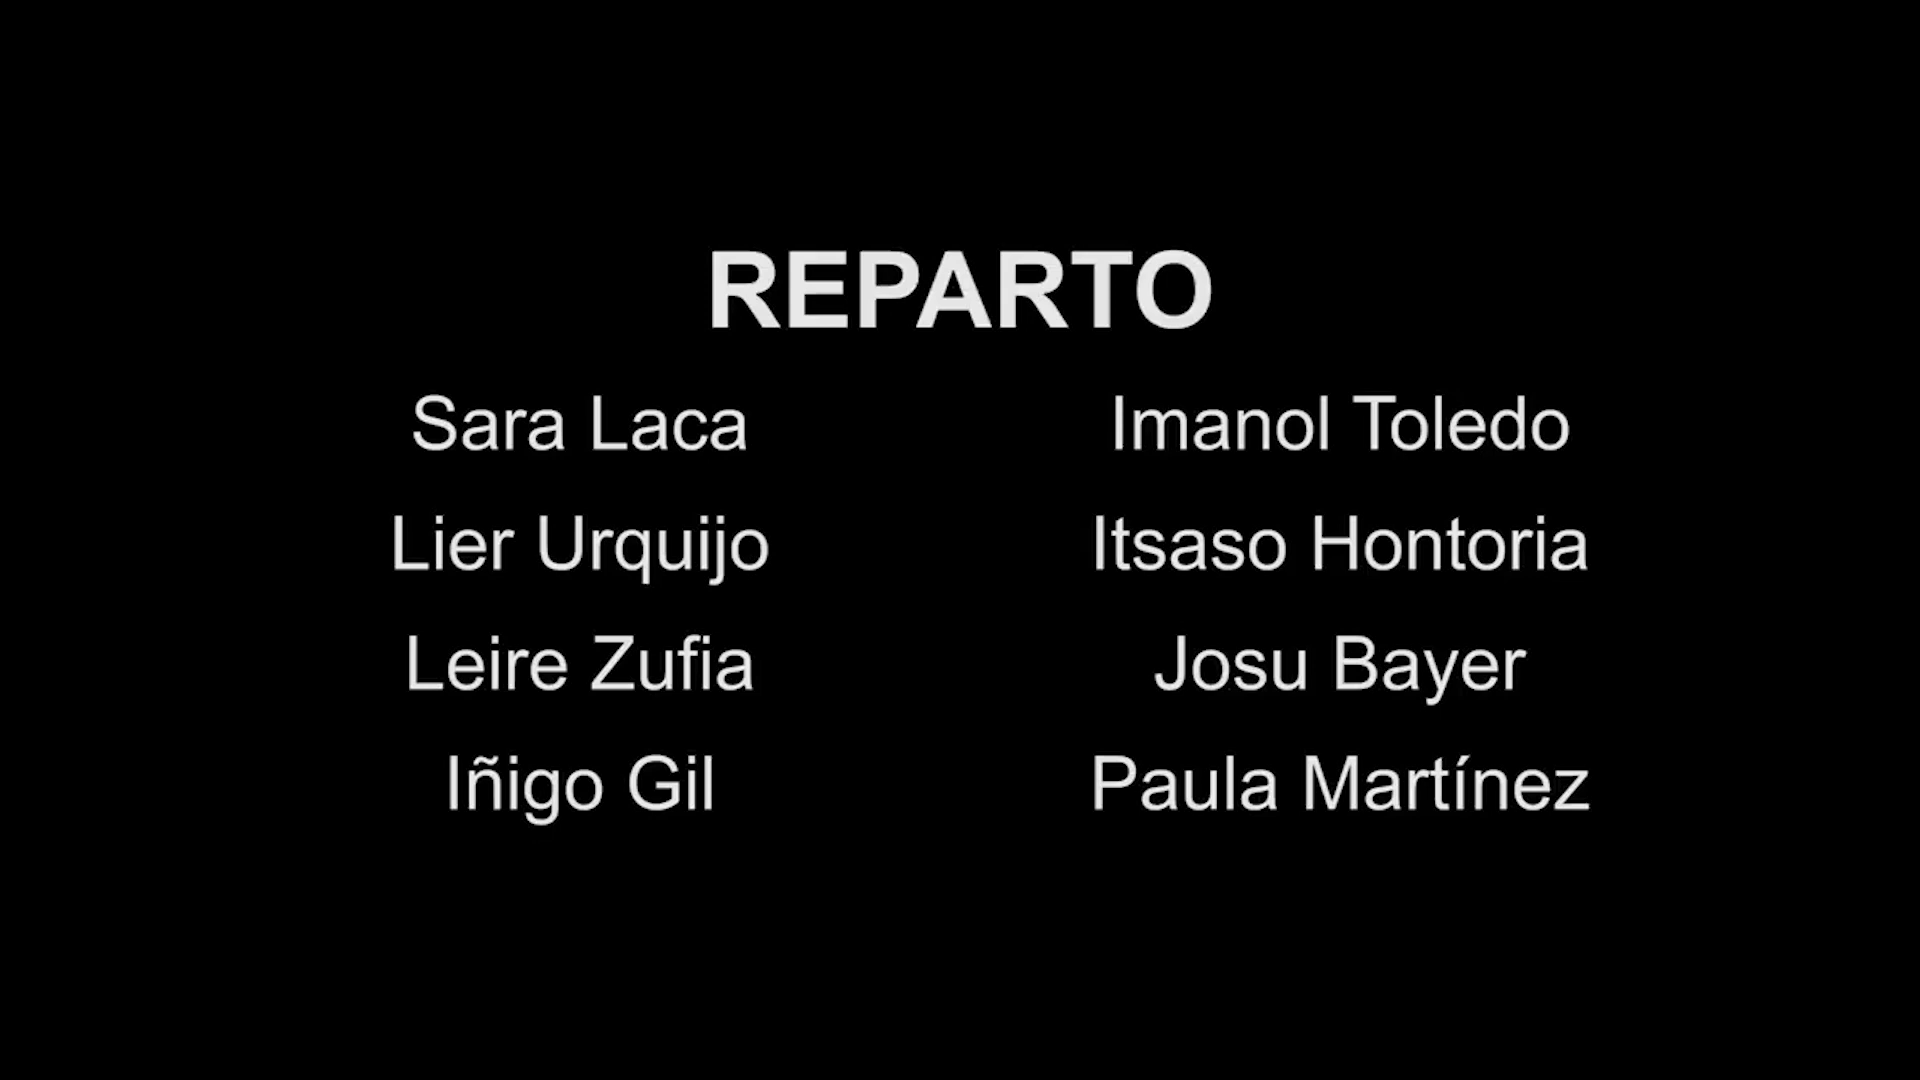 REPARTO
Sara Laca
Imanol Toledo
Lier Urquijo
Itsaso Hontoria
Leire Zufia
Josu Bayer
Iñigo Gil
Paula Martínez